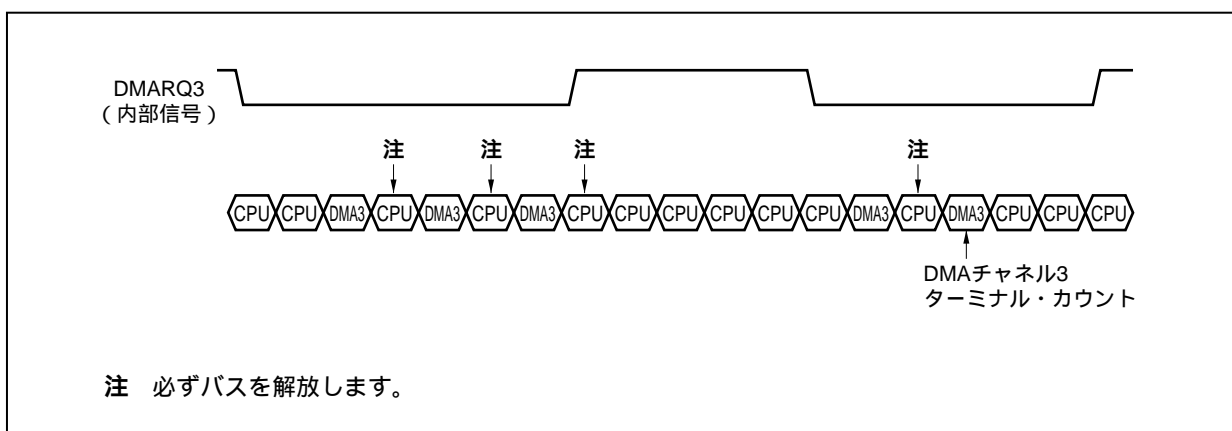 DMARQ3
(内部信号)
注 注 注 注
CPU CPU DMA3 CPU DMA3 CPU DMA3 CPU CPU CPU CPU CPU CPU DMA3 CPU DMA3 CPU CPU CPU
DMAチャネル3
ターミナル・カウント
注 必ずバスを解放します。